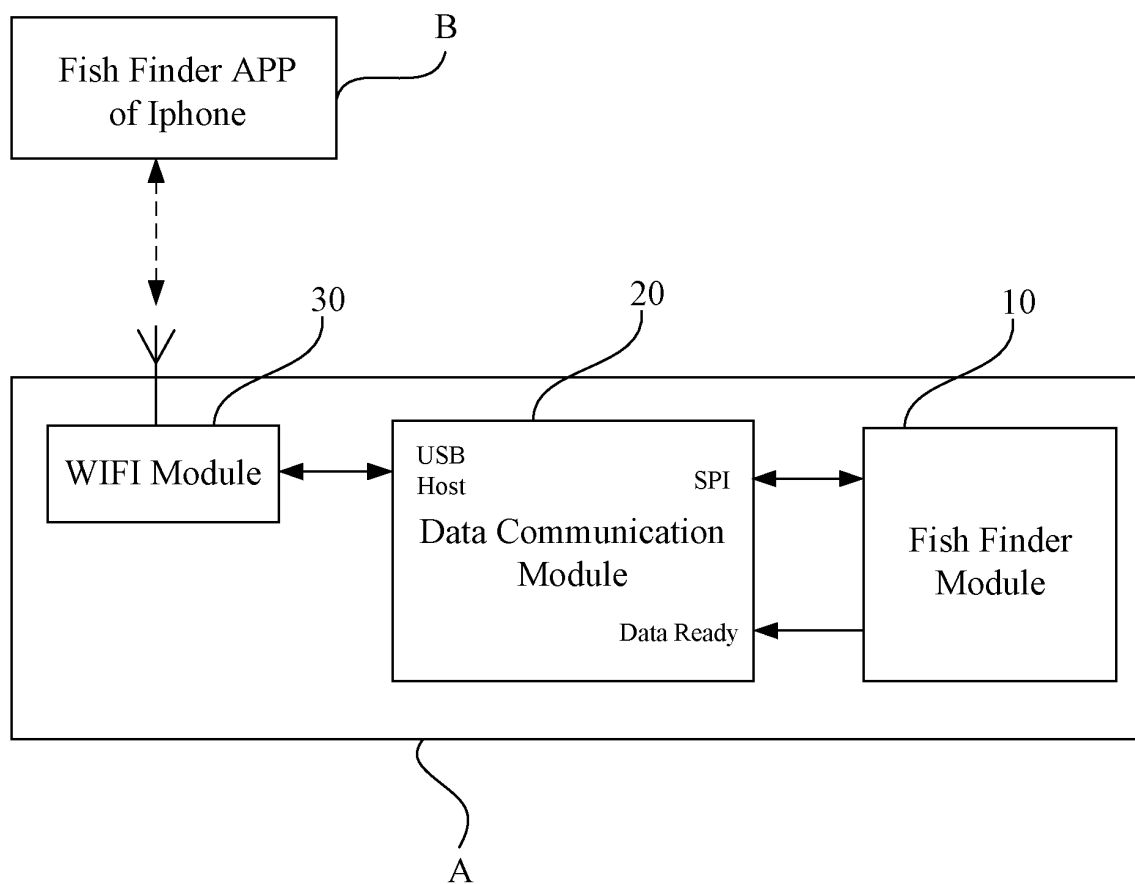 B
Fish Finder APP
of Iphone
30
20
10
WIFI Module
USB
Host
SPI
Data Communication
Module
Fish Finder
Module
Data Ready
A